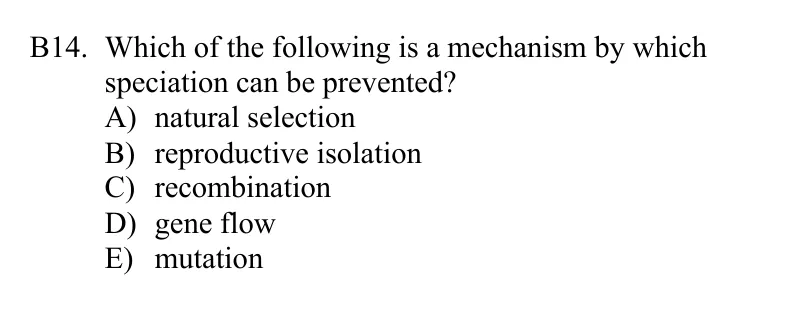 B14. Which of the following is a mechanism by which
speciation can be prevented?
A) natural selection
B) reproductive isolation
C) recombination
D) gene flow
E) mutation